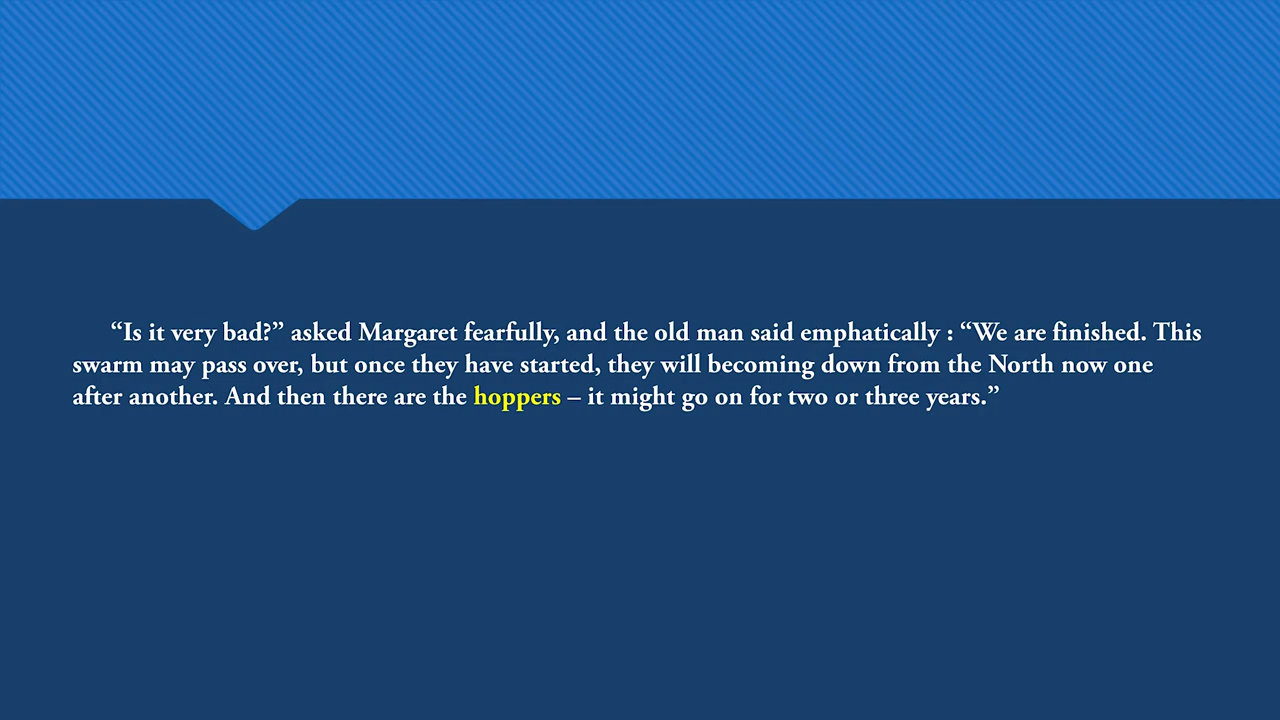 “Is it very bad?” asked Margaret fearfully, and the old man said emphatically : “We are finished. This
swarm may pass over, but once they have started, they will becoming down from the North now one
after another. And then there are the hoppers – it might go on for two or three years.”